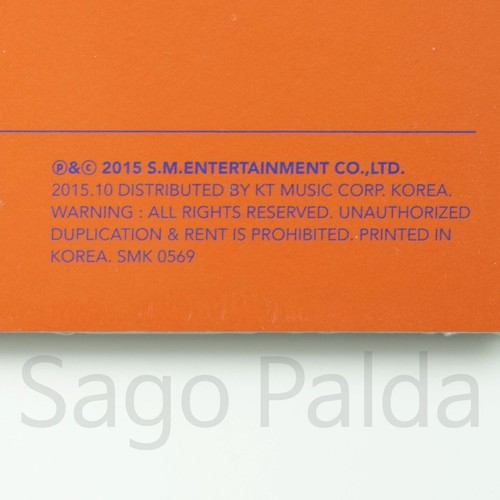 ℗&© 2015 S.M.ENTERTAINMENT CO.,LTD.
2015.10 DISTRIBUTED BY KT MUSIC CORP. KOREA.
WARNING : ALL RIGHTS RESERVED. UNAUTHORIZED
DUPLICATION & RENT IS PROHIBITED. PRINTED IN
KOREA. SMK 0569
Sago Palda